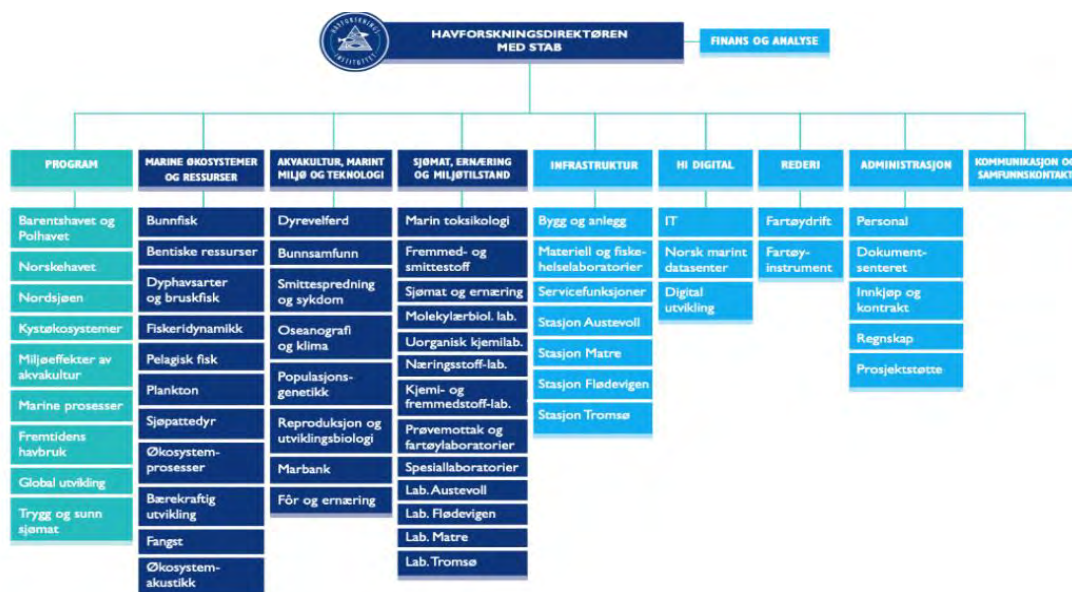 HAVFORSKNINGSDIREKTØREN
MED STAB
FINANS OG ANALYSE
HAVFORSKNINGS
INSTITUTTET
PROGRAM
Barentshavet og
Polhavet
Norskehavet
Nordsjøen
Kystøkosystemer
Miljøeffekter av
akvakultur
Marine prosesser
Fremtidens
havbruk
Global utvikling
Trygg og sunn
sjømat
MARINE ØKOSYSTEMER
OG RESSURSER
Bunnfisk
Bentiske ressurser
Dyphavsarter
og bruskfisk
Fiskeridynamikk
Pelagisk fisk
Plankton
Sjøpattedyr
Økosystem-
prosesser
Bærekraftig
utvikling
Fangst
Økosystem-
akustikk
AKVAKULTUR, MARINT
MILJØ OG TEKNOLOGI
Dyrevelferd
Bunnsamfunn
Smittespredning
og sykdom
Oseanografi
og klima
Populasjons-
genetikk
Reproduksjon og
utviklingsbiologi
Marbank
Fôr og ernæring
SJØMAT, ERNÆRING
OG MILJØTILSTAND
Marin toksikologi
Fremmed- og
smittestoff
Sjømat og ernæring
Molekylærbiol. lab.
Uorganisk kjemilab.
Næringsstoff-lab.
Kjemi- og
fremmedstoff-lab.
Prøvemottak og
fartøylaboratorier
Spesiallaboratorier
Lab. Austevoll
Lab. Flødevigen
Lab. Matre
Lab. Tromsø
INFRASTRUKTUR
Bygg og anlegg
Materiell og fiske-
helselaboratorier
Servicefunksjoner
Stasjon Austevoll
Stasjon Matre
Stasjon Flødevigen
Stasjon Tromsø
HI DIGITAL
IT
Norsk marint
datasenter
Digital
utvikling
REDERI
Fartøydrift
Fartøy-
instrument
ADMINISTRASJON
Personal
Dokument-
senteret
Innkjøp og
kontrakt
Regnskap
Prosjektstøtte
KOMMUNIKASJON OG
SAMFUNNSKONTAKT